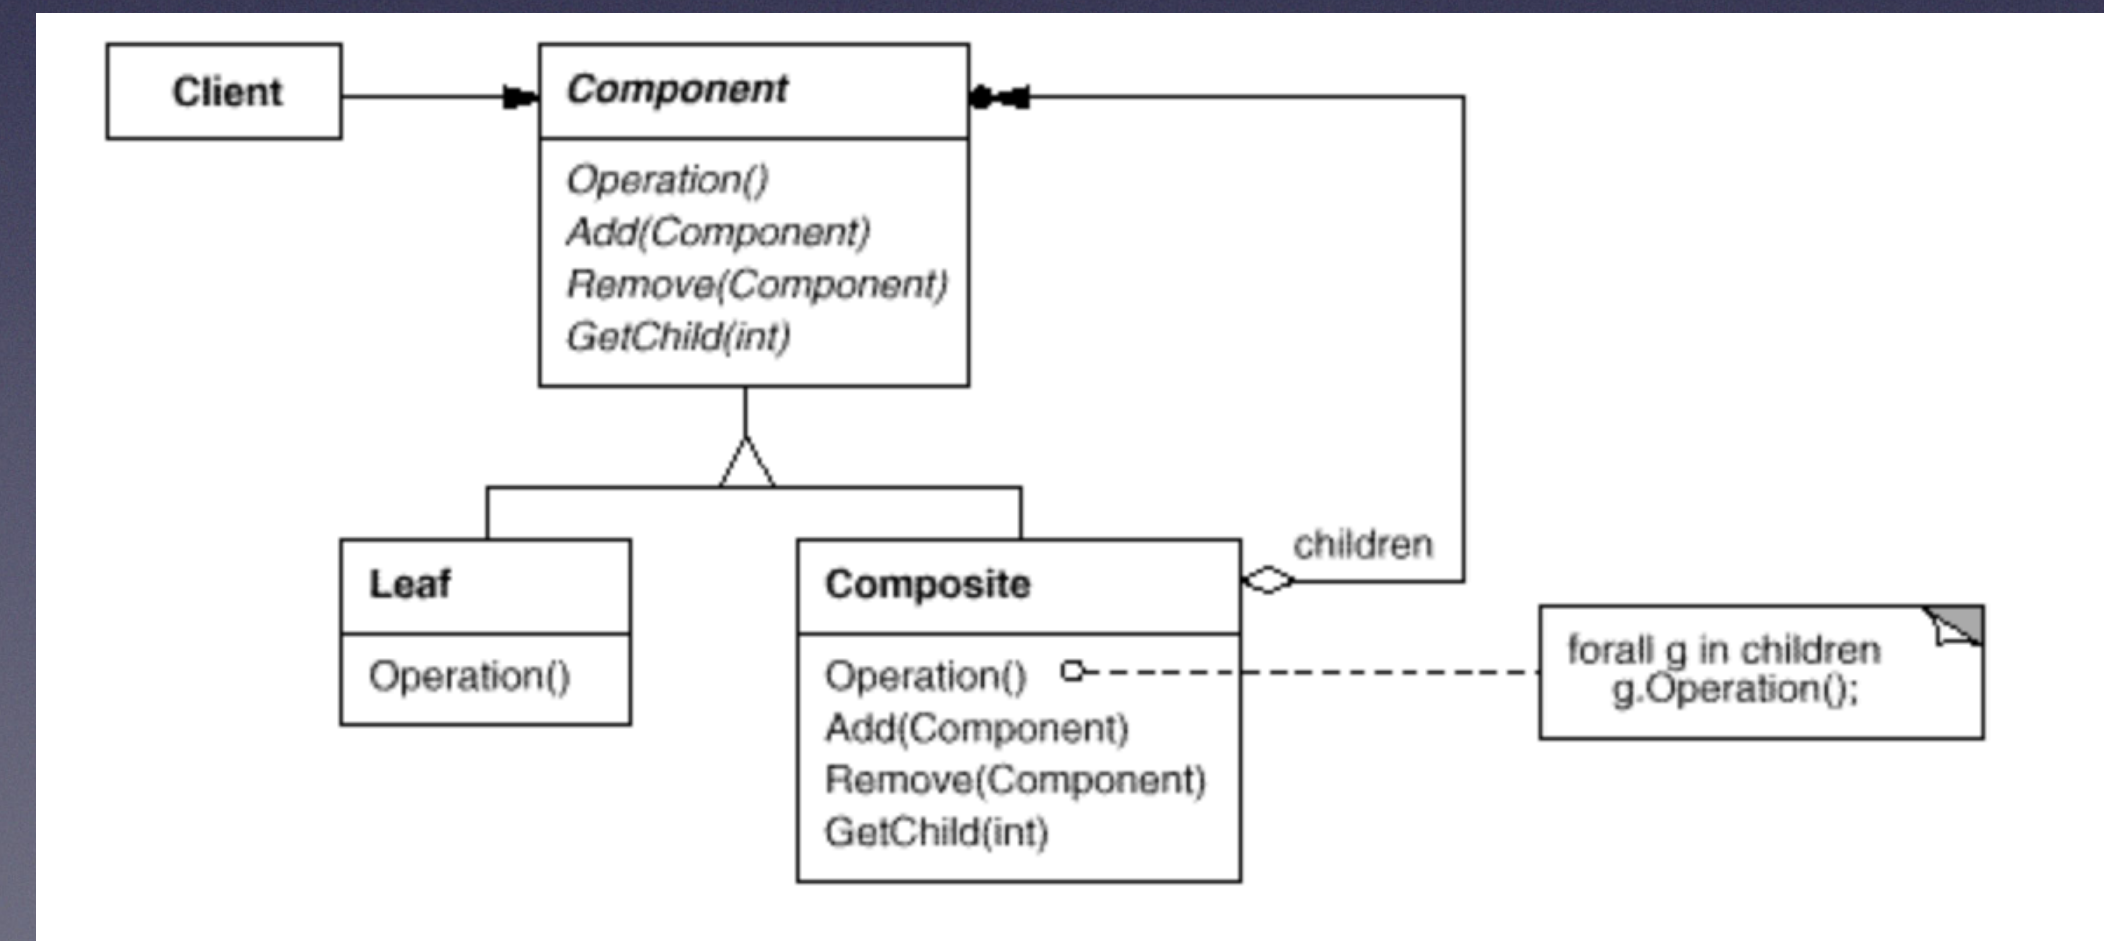 Client
Component
Operation()
Add(Component)
Remove(Component)
GetChild(int)
Leaf
Operation()
Composite
Operation()
Add(Component)
Remove(Component)
GetChild(int)
children
forall g in children
g.Operation();